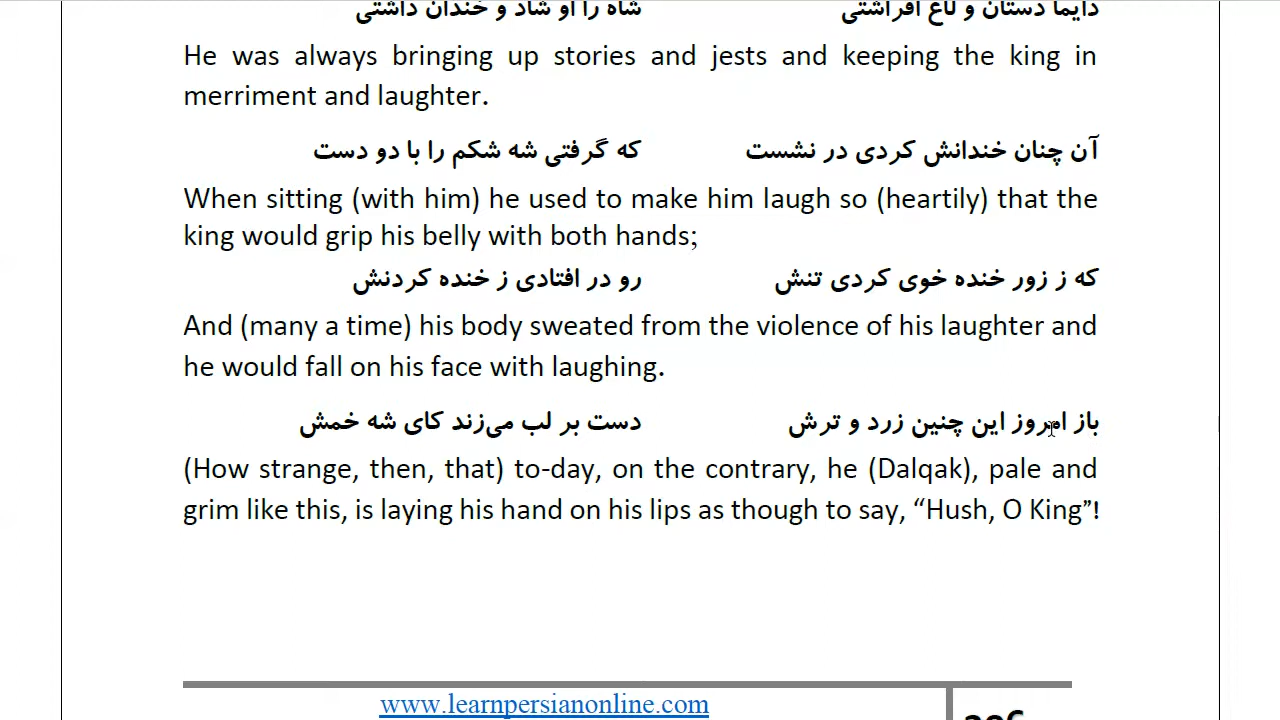 دایما دستان و لاغ افراشتی شاه را او شاد و خندان داشتی
He was always bringing up stories and jests and keeping the king in
merriment and laughter.
آن چنان خندانش کردی در نشست که گرفتی شه شکم را با دو دست
When sitting (with him) he used to make him laugh so (heartily) that the
king would grip his belly with both hands;
که ز زور خنده خوی کردی تنش رو در افتادی ز خنده کردنش
And (many a time) his body sweated from the violence of his laughter and
he would fall on his face with laughing.
باز امروز این چنین زرد و ترش دست بر لب می‌زند کای شه خمش
(How strange, then, that) to-day, on the contrary, he (Dalqak), pale and
grim like this, is laying his hand on his lips as though to say, “Hush, O King”!
www.learnpersianonline.com